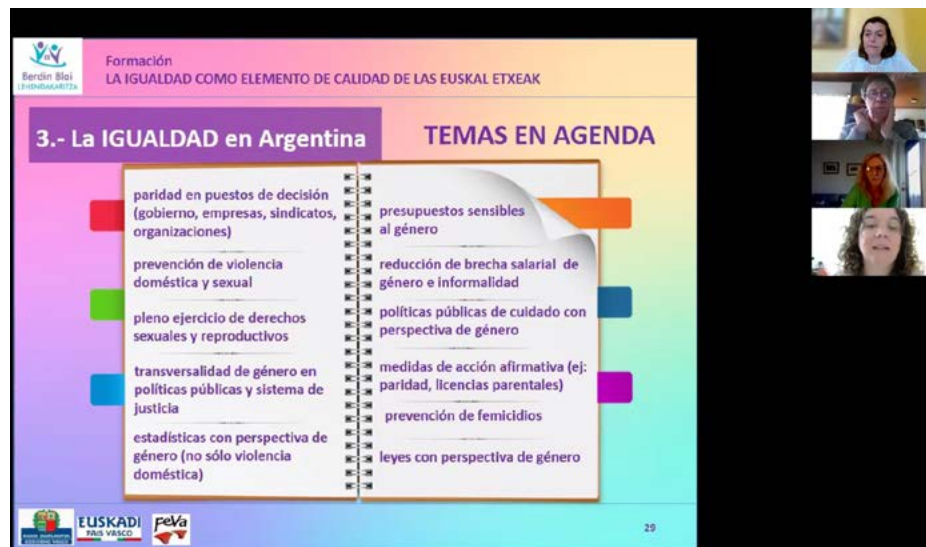 Berdin Bloi
LEHENDAKARITZA
Formación
LA IGUALDAD COMO ELEMENTO DE CALIDAD DE LAS EUSKAL ETXEAK
3.- La IGUALDAD en Argentina
TEMAS EN AGENDA
paridad en puestos de decisión
(gobierno, empresas, sindicatos,
organizaciones)
prevención de violencia
doméstica y sexual
pleno ejercicio de derechos
sexuales y reproductivos
transversalidad de género en
políticas públicas y sistema de
justicia
estadísticas con perspectiva de
género (no sólo violencia
doméstica)
presupuestos sensibles
al género
reducción de brecha salarial de
género e informalidad
políticas públicas de cuidado con
perspectiva de género
medidas de acción afirmativa (ej:
paridad, licencias parentales)
prevención de femicidios
leyes con perspectiva de género
EUSKADI
PAIS VASCO
FeVa
29